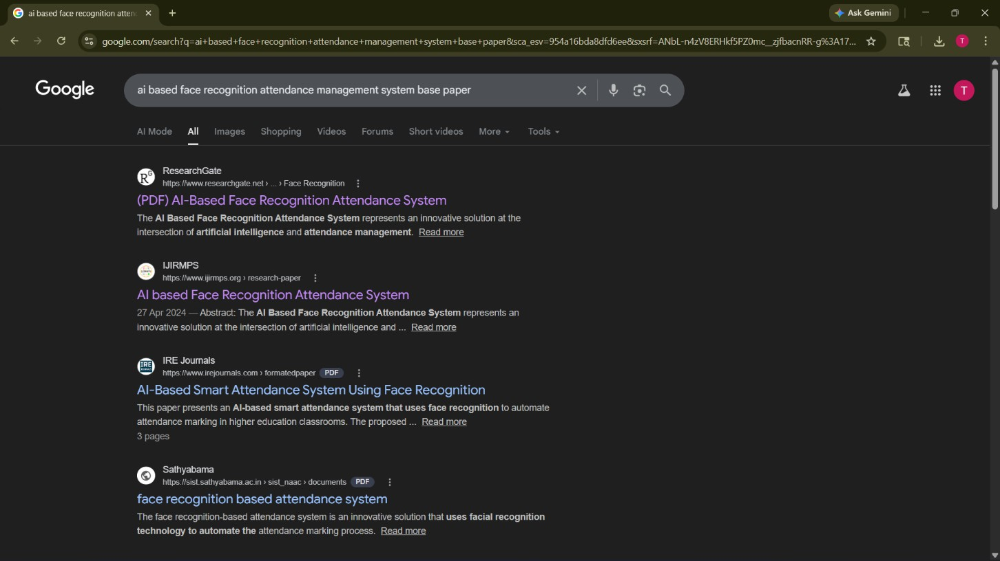 ai based face recognition atten
Ask Gemini
google.com/search?q=ai+based+face+recognition+attendance+management+system+base+paper&sca_esv=954a16bda8dfd6ee&sxsrf=ANbL-n4zV8ERHkf5PZ0mc__zjfbacnRR-g%3A17...
T
Google
ai based face recognition attendance management system base paper
T
AI Mode All Images Shopping Videos Forums Short videos More Tools
ResearchGate
https://www.researchgate.net › ... › Face Recognition
(PDF) AI-Based Face Recognition Attendance System
The AI Based Face Recognition Attendance System represents an innovative solution at the
intersection of artificial intelligence and attendance management. Read more
IJIRMPS
https://www.ijirmps.org › research-paper
AI based Face Recognition Attendance System
27 Apr 2024 — Abstract: The AI Based Face Recognition Attendance System represents an
innovative solution at the intersection of artificial intelligence and ... Read more
IRE Journals
https://www.irejournals.com › formatedpaper PDF
AI-Based Smart Attendance System Using Face Recognition
This paper presents an AI-based smart attendance system that uses face recognition to automate
attendance marking in higher education classrooms. The proposed ... Read more
3 pages
Sathyabama
https://sist.sathyabama.ac.in › sist_naac › documents PDF
face recognition based attendance system
The face recognition-based attendance system is an innovative solution that uses facial recognition
technology to automate the attendance marking process. Read more